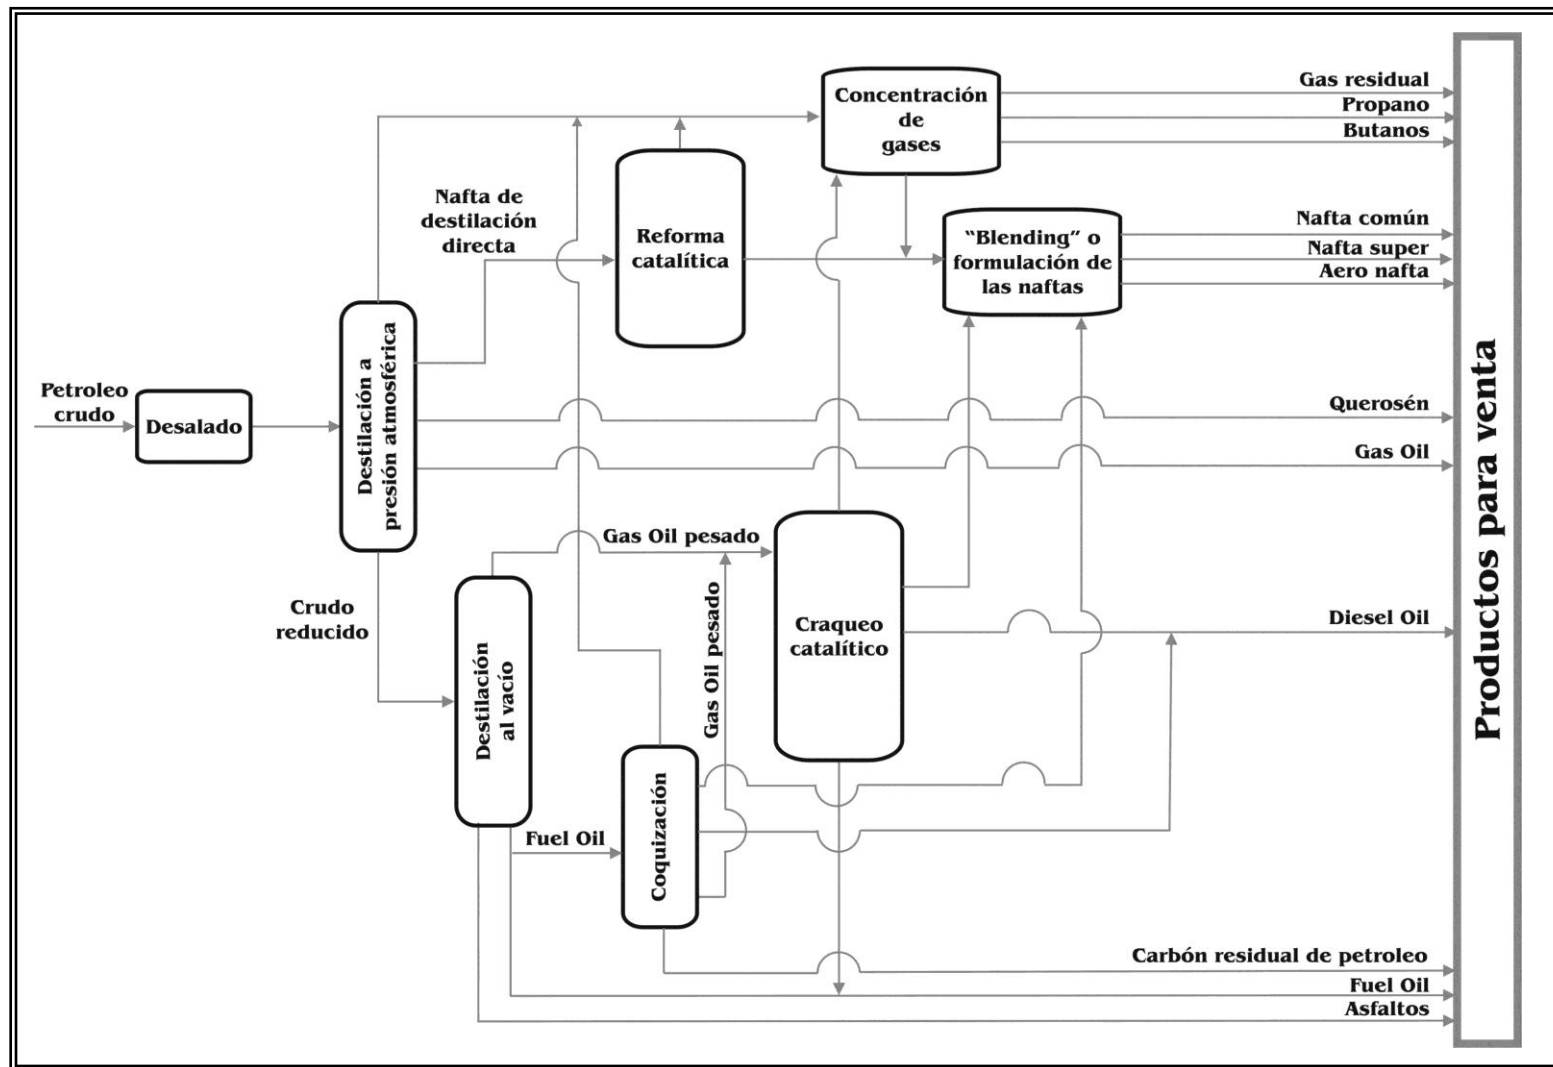 Concentración
de
gases
Gas residual
Propano
Butanos
Nafta de
destilación
directa
Reforma
catalítica
“Blending” o
formulación de
las naftas
Nafta común
Nafta super
Aero nafta
Petroleo
crudo
Desalado
Destilación a
presión atmosférica
Querosén
Gas Oil
Gas Oil pesado
Crudo
reducido
Destilación
al vacío
Gas Oil pesado
Craqueo
catalítico
Diesel Oil
Fuel Oil
Coquización
Carbón residual de petroleo
Fuel Oil
Asfaltos
Productos para venta